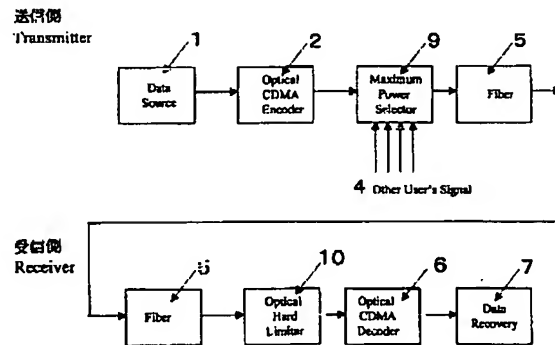 送信側
Transmitter
1
2
9
5
Data
Source
Optical
CDMA
Encoder
Maximum
Power
Selector
Fiber
4 Other User's Signal
受信側
Receiver
5
10
6
7
Fiber
Optical
Hard
Limiter
Optical
CDMA
Decoder
Data
Recovery